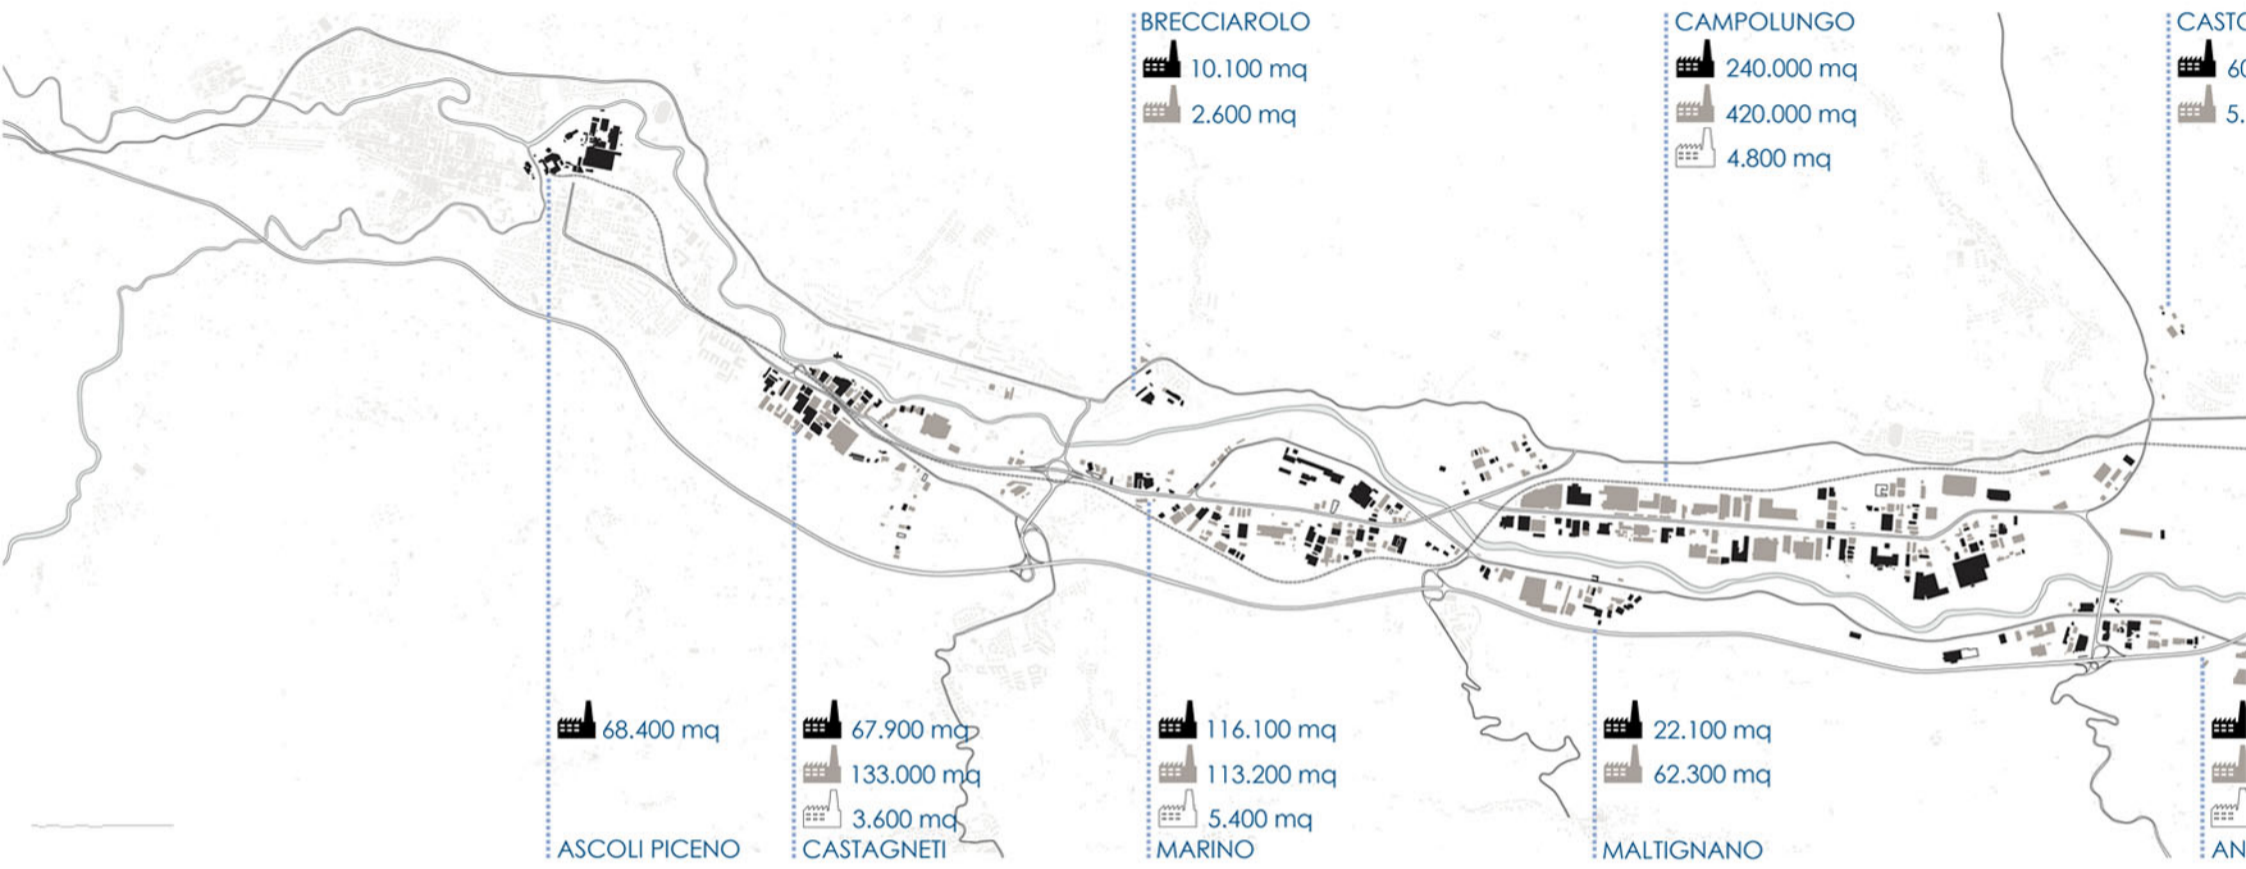 BRECCIAROLO
10.100 mq
2.600 mq
CAMPOLUNGO
240.000 mq
420.000 mq
4.800 mq
68.400 mq
ASCOLI PICENO
67.900 mq
133.000 mq
3.600 mq
CASTAGNETI
116.100 mq
113.200 mq
5.400 mq
MARINO
22.100 mq
62.300 mq
MALTIGNANO